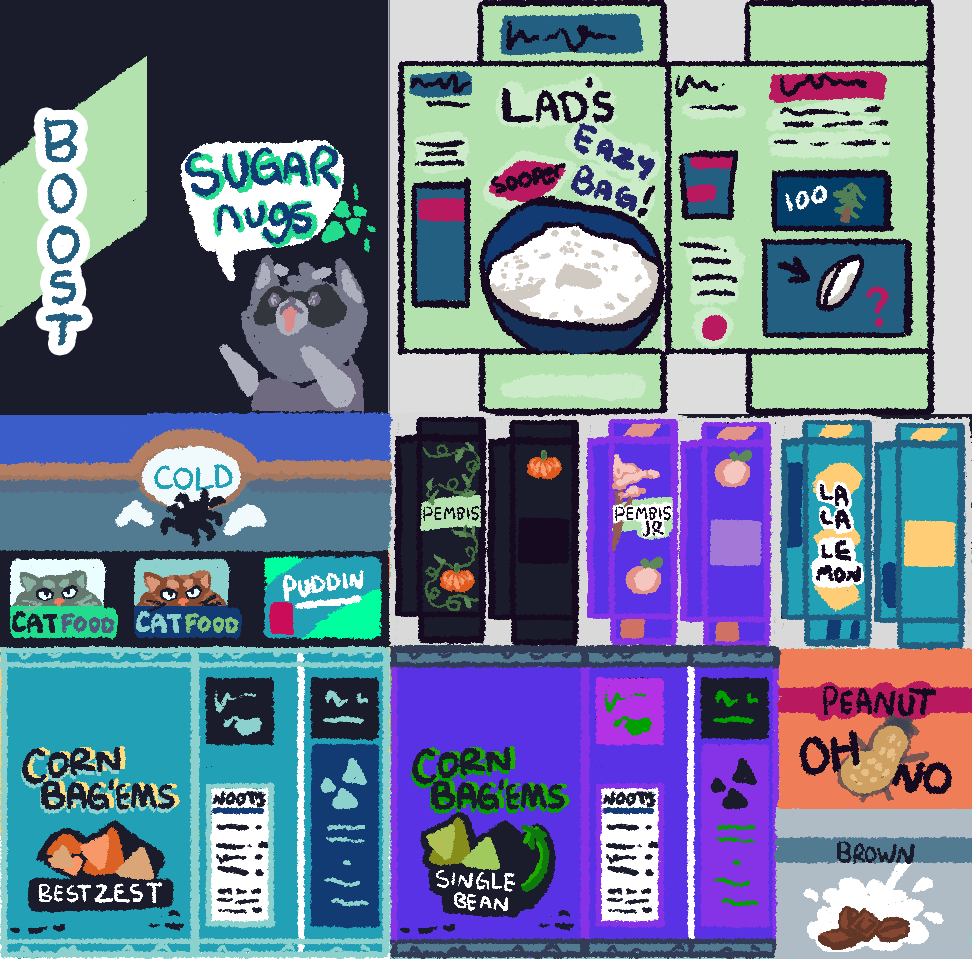 BOOST
SUGAR
nugs
LAD'S
EAZY
BAG!
SOOPER
100
?
COLD
CATFOOD
CATFOOD
PUDDIN
PEMBIS
PEMBIS
JR
LA
LA
LE
MON
CORN
BAG'EMS
BESTZEST
NOOTS
CORN
BAG'EMS
SINGLE
BEAN
NOOTS
PEANUT
OH NO
BROWN